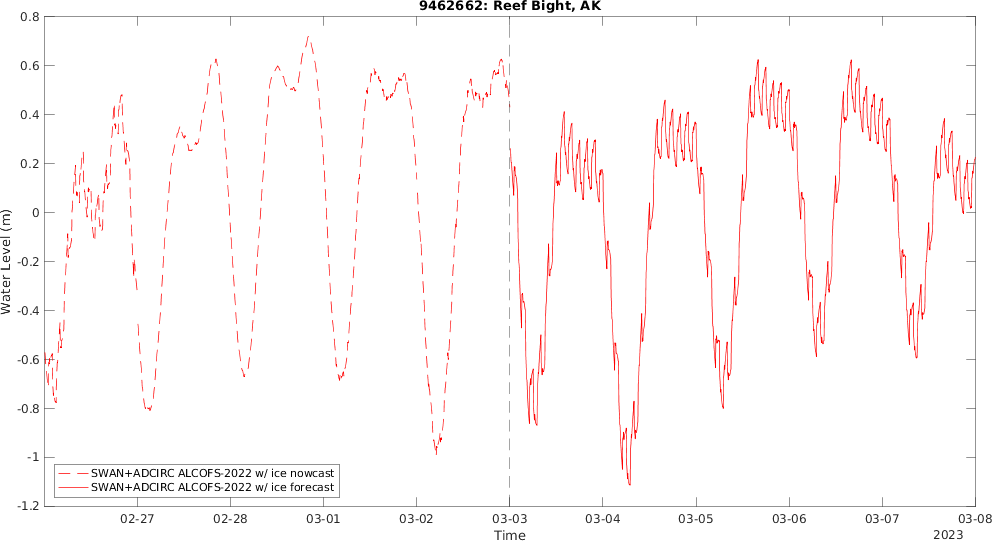 9462662: Reef Bight, AK
0.8
0.6
0.4
0.2
0
-0.2
-0.4
-0.6
-0.8
-1
-1.2
Water Level (m)
SWAN+ADCIRC ALCOFS-2022 w/ ice nowcast
SWAN+ADCIRC ALCOFS-2022 w/ ice forecast
02-27 02-28 03-01 03-02 03-03 03-04 03-05 03-06 03-07 03-08
Time
2023